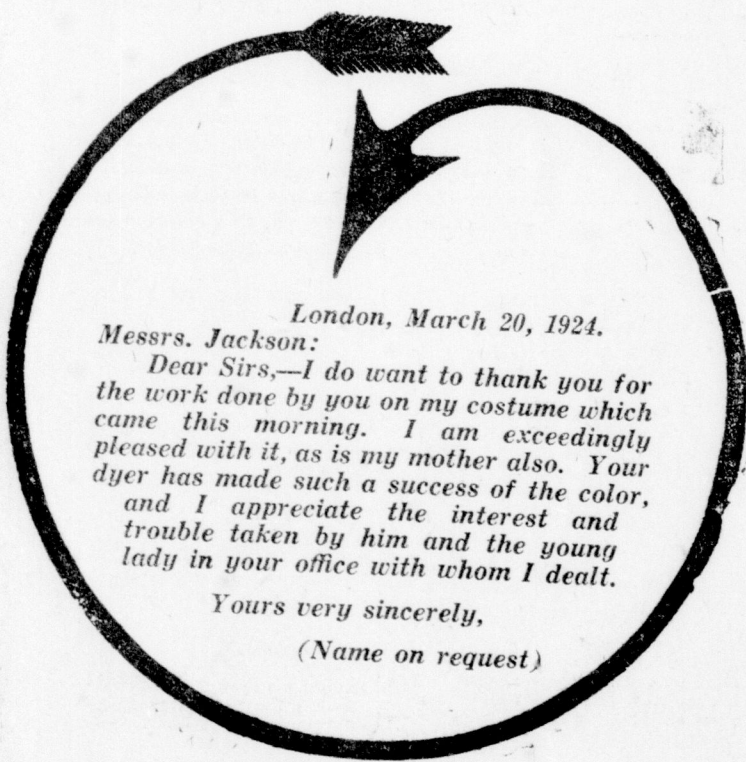 London, March 20, 1924.
Messrs. Jackson:
Dear Sirs,—I do want to thank you for
the work done by you on my costume which
came this morning. I am exceedingly
pleased with it, as is my mother also. Your
dyer has made such a success of the color,
and I appreciate the interest and
trouble taken by him and the young
lady in your office with whom I dealt.
Yours very sincerely,
(Name on request)